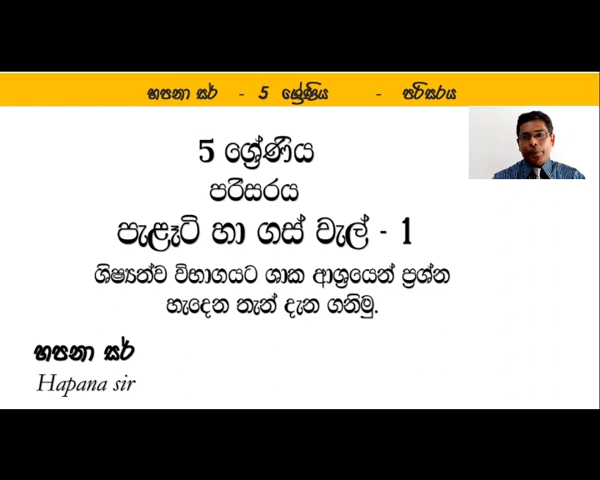 හපනා සර් - 5 ශ්‍රේණිය - පරිසරය
5 ශ්‍රේණිය
පරිසරය
පැළෑටි හා ගස් වැල් - 1
ශිෂ්‍යත්ව විභාගයට ශාක ආශ්‍රයෙන් ප්‍රශ්න
හැදෙන තැන් දැන ගනිමු.
හපනා සර්
Hapana sir